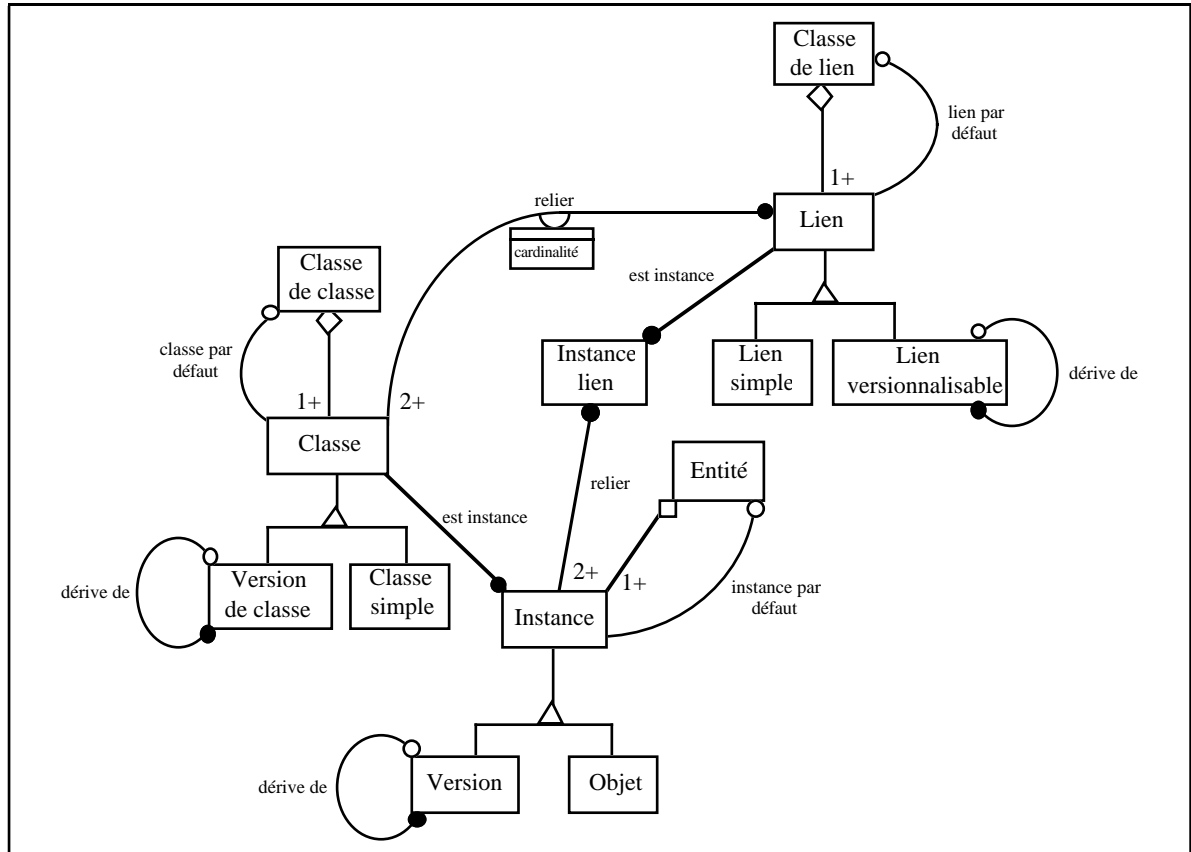 Classe
de lien
lien par
défaut
1+
relier
Lien
cardinalité
Classe
de classe
est instance
classe par
défaut
Instance
lien
Lien
simple
Lien
versionnalisable
dérive de
1+
2+
Classe
Entité
relier
est instance
dérive de
Version
de classe
Classe
simple
2+
1+
instance par
défaut
Instance
dérive de
Version
Objet